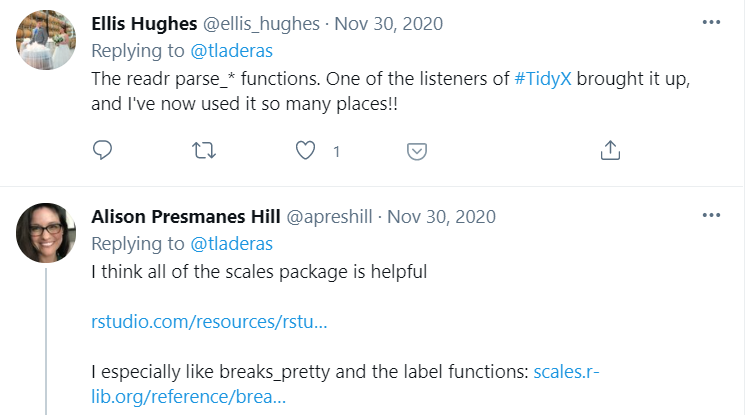 Ellis Hughes @ellis_hughes · Nov 30, 2020
Replying to @tladeras
The readr parse_* functions. One of the listeners of #TidyX brought it up,
and I've now used it so many places!!
1
Alison Presmanes Hill @apreshill · Nov 30, 2020
Replying to @tladeras
I think all of the scales package is helpful
rstudio.com/resources/rstu...
I especially like breaks_pretty and the label functions: scales.r-
lib.org/reference/brea...